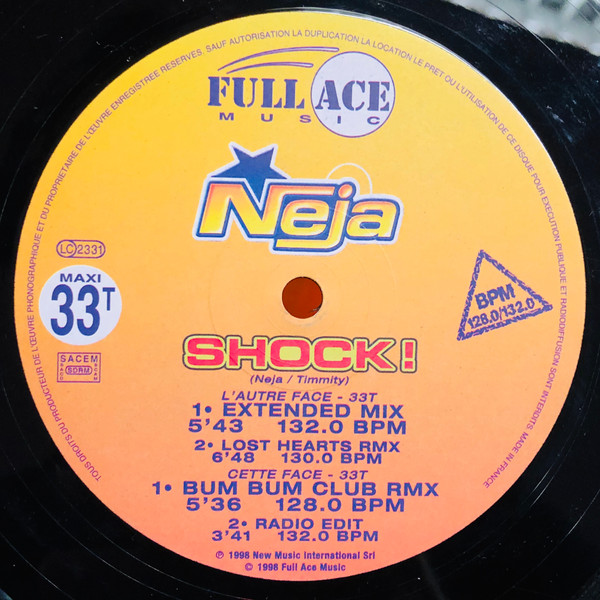 TOUS DROITS DU PRODUCTEUR DE L'ŒUVRE PHONOGRAPHIQUE ET DU PROPRIETAIRE DE L'ŒUVRE ENREGISTREE RESERVES. SAUF AUTORISATION LA DUPLICATION LA LOCATION LE PRET OU L'UTILISATION DE CE DISQUE POUR EXECUTION PUBLIQUE ET RADIODIFFUSION SONT INTERDITS. MADE IN FRANCE
FULL ACE
MUSIC
Neja
LC 2331
MAXI
33T
BPM
128.0/132.0
SACEM
SACD
SDRM
SGDL
SHOCK!
(Neja / Timmity)
L'AUTRE FACE - 33T
1• EXTENDED MIX
5'43 132.0 BPM
2• LOST HEARTS RMX
6'48 130.0 BPM
CETTE FACE - 33T
1• BUM BUM CLUB RMX
5'36 128.0 BPM
2• RADIO EDIT
3'41 132.0 BPM
℗ 1998 New Music International Srl
© 1998 Full Ace Music